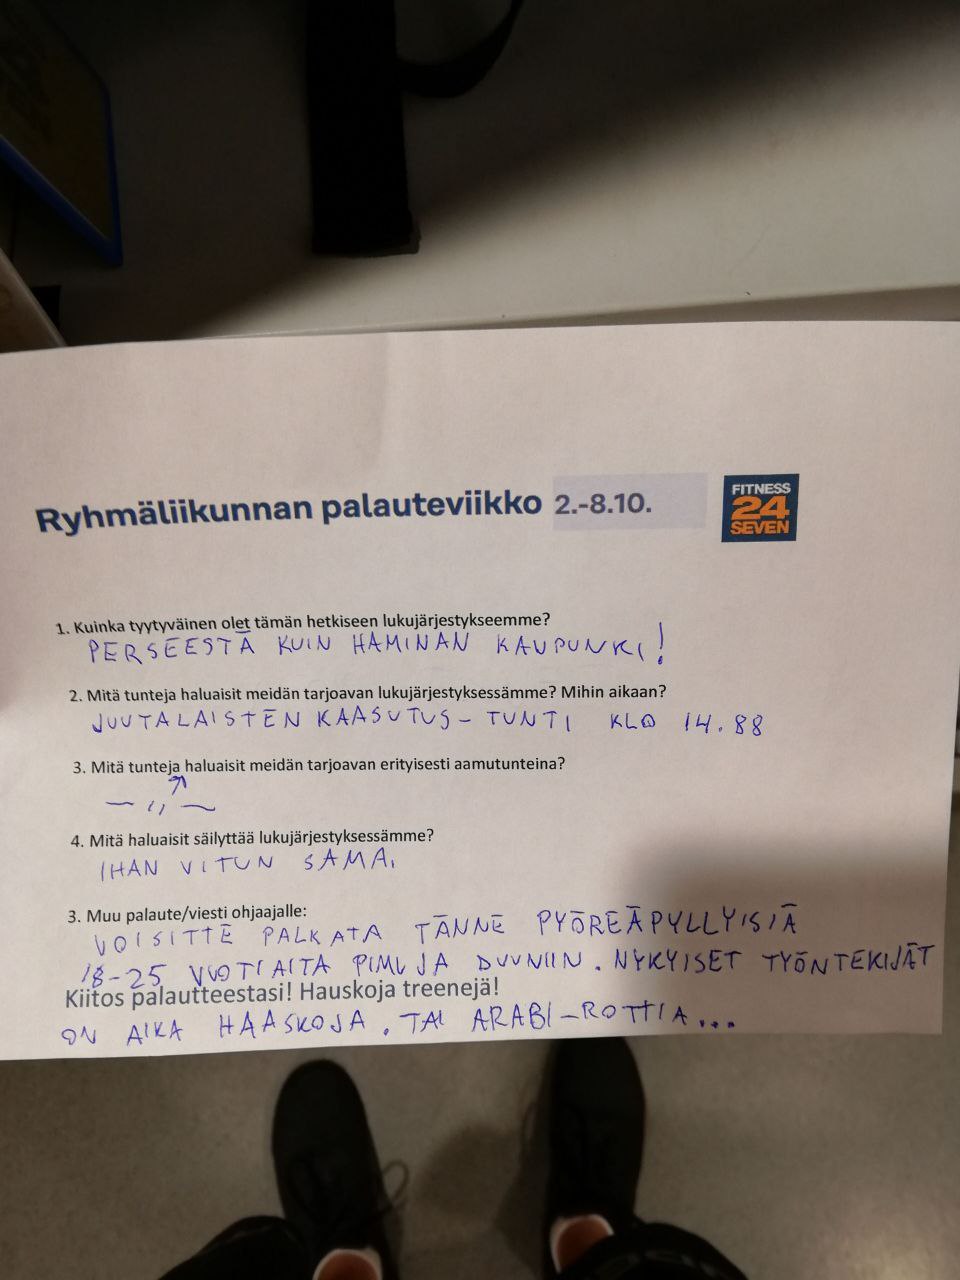 Ryhmäliikunnan palauteviikko 2.-8.10.
FITNESS
24
SEVEN
1. Kuinka tyytyväinen olet tämän hetkiseen lukujärjestykseemme?
PERSEESTÄ KUIN HAMINAN KAUPUNKI!
2. Mitä tunteja haluaisit meidän tarjoavan lukujärjestyksessämme? Mihin aikaan?
JUUTALAISTEN KAASUTUS-TUNTI KLO 14.88
3. Mitä tunteja haluaisit meidän tarjoavan erityisesti aamutunteina?
— ,, —
4. Mitä haluaisit säilyttää lukujärjestyksessämme?
IHAN VITUN SAMA.
3. Muu palaute/viesti ohjaajalle:
VOISITTE PALKATA TÄNNE PYÖREÄPYLLYISIÄ
18-25 VUOTIAITA PIMUJA DUUNIIN. NYKYISET TYÖNTEKIJÄT
Kiitos palautteestasi! Hauskoja treenejä!
ON AIKA HAASKOJA. TAI ARABI-ROTTIA...